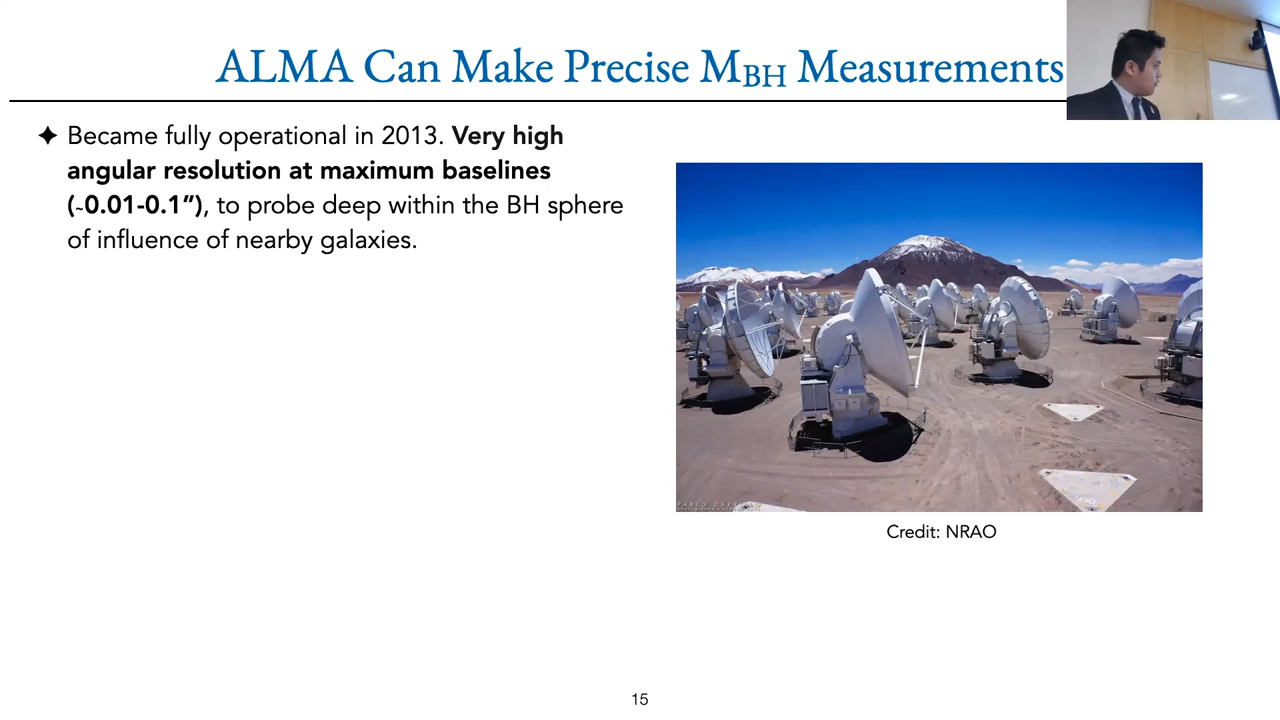 ALMA Can Make Precise M_BH Measurements
✦ Became fully operational in 2013. Very high
angular resolution at maximum baselines
(~0.01-0.1”), to probe deep within the BH sphere
of influence of nearby galaxies.
Credit: NRAO
15